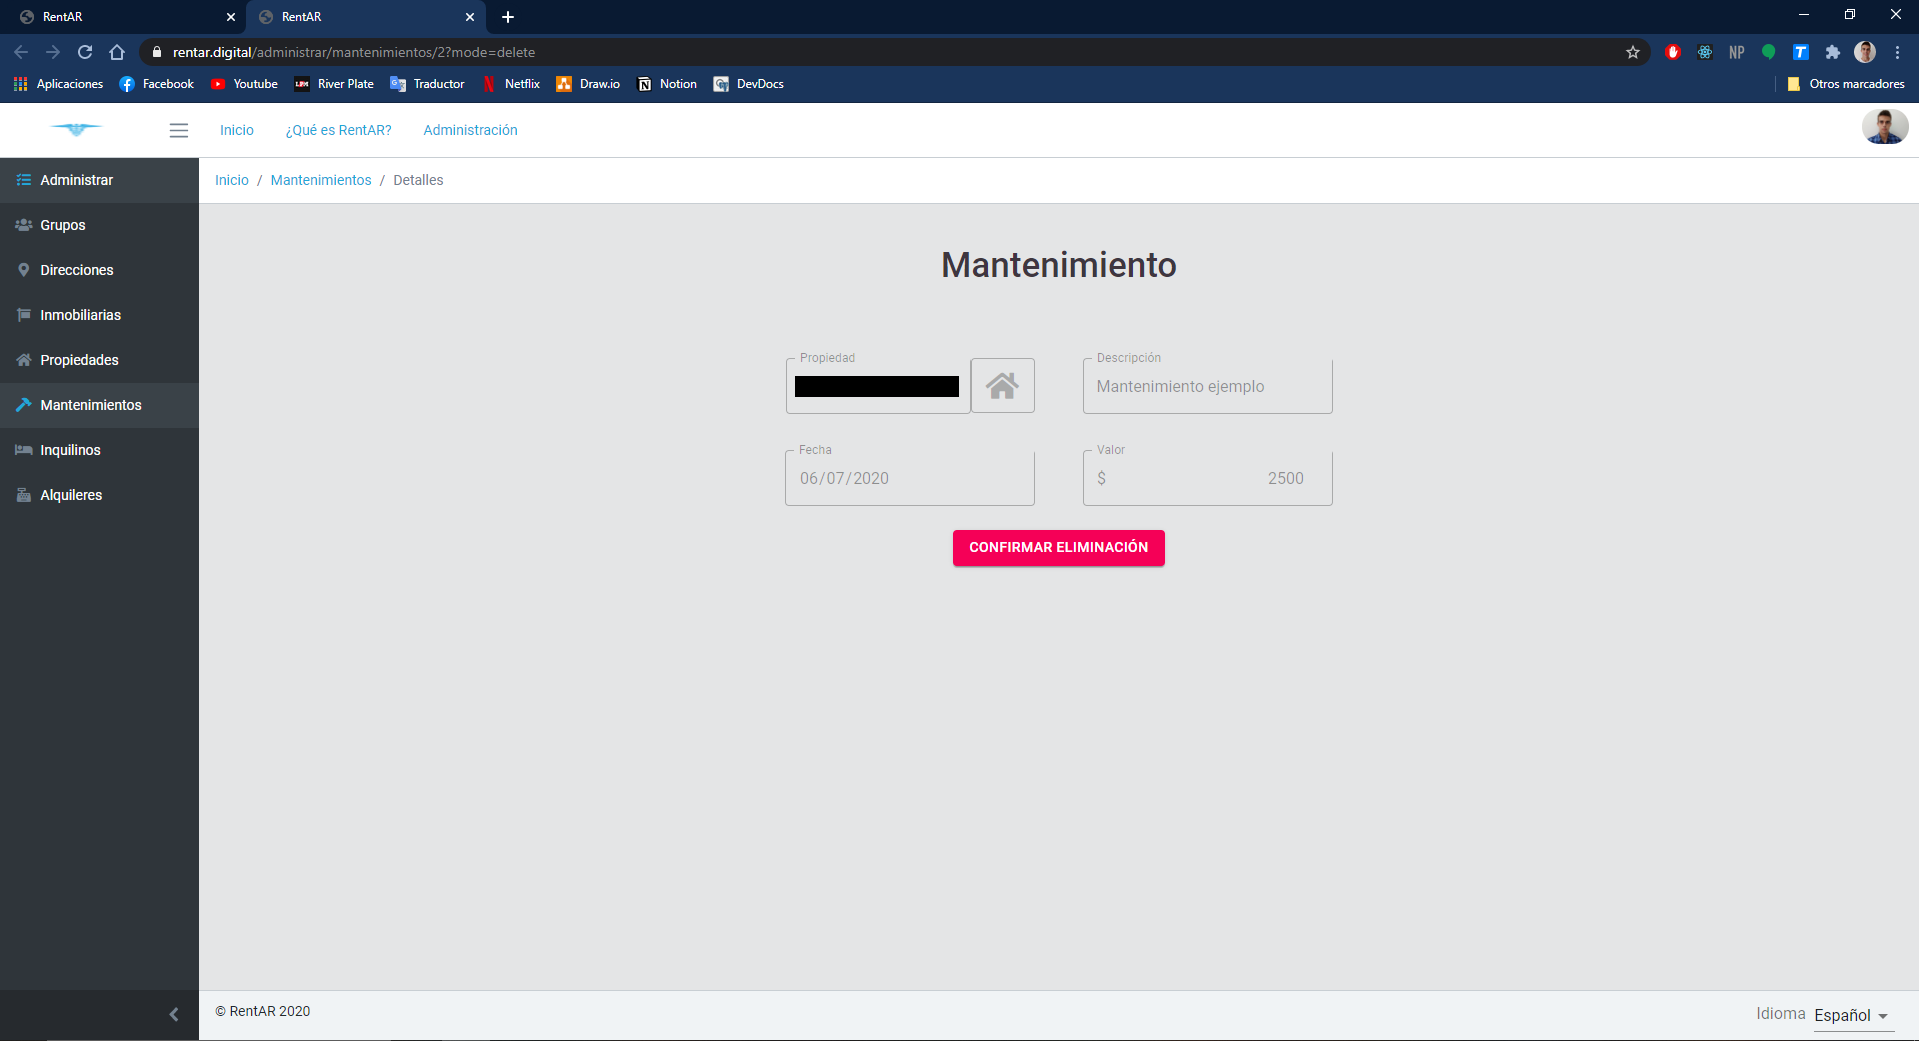 RentAR
RentAR
rentar.digital/administrar/mantenimientos/2?mode=delete
NP
T
Aplicaciones
Facebook
Youtube
River Plate
Traductor
Netflix
Draw.io
Notion
DevDocs
Otros marcadores
Inicio
¿Qué es RentAR?
Administración
Administrar
Grupos
Direcciones
Inmobiliarias
Propiedades
Mantenimientos
Inquilinos
Alquileres
Inicio / Mantenimientos / Detalles
Mantenimiento
Propiedad
Descripción
Mantenimiento ejemplo
Fecha
06/07/2020
Valor
$ 2500
CONFIRMAR ELIMINACIÓN
© RentAR 2020
Idioma Español